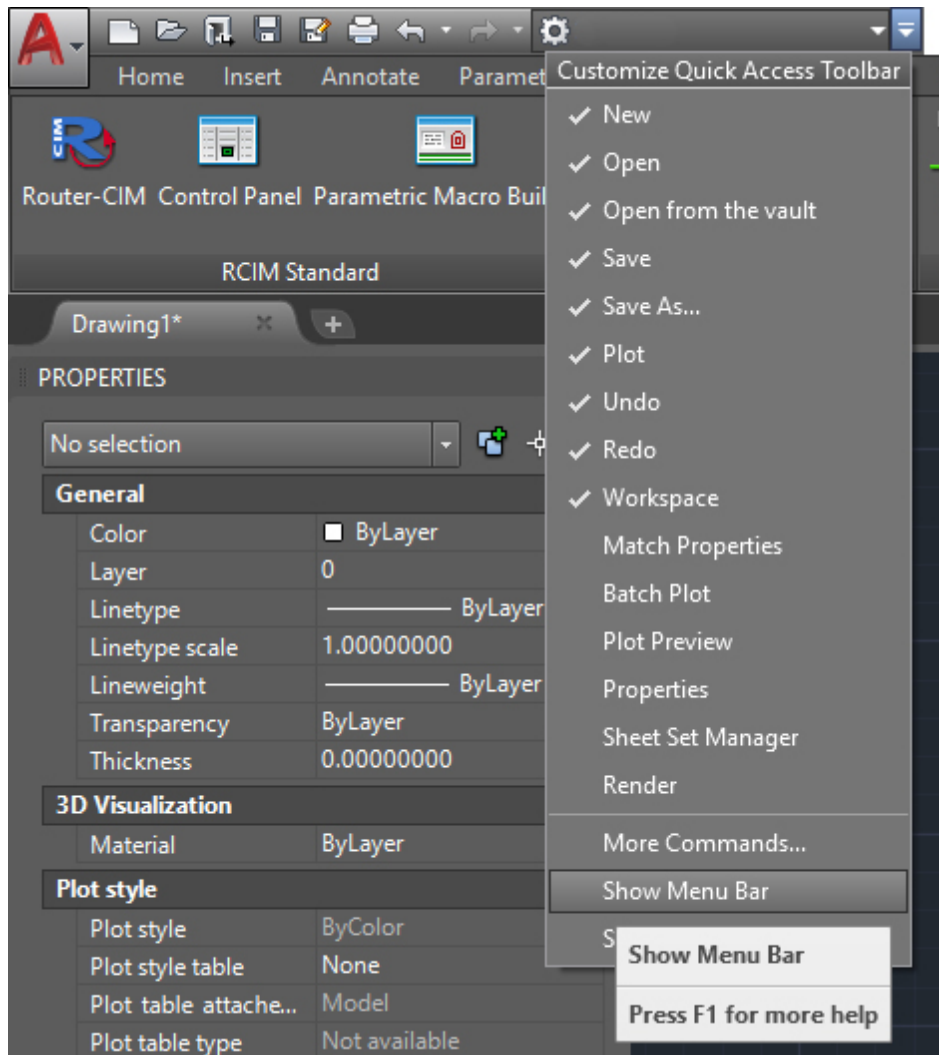 Home Insert Annotate Paramet
Customize Quick Access Toolbar
New
Open
Open from the vault
Save
Save As...
Plot
Undo
Redo
Workspace
Match Properties
Batch Plot
Plot Preview
Properties
Sheet Set Manager
Render
More Commands...
Show Menu Bar
S
Show Menu Bar
Press F1 for more help
CIM R
Router-CIM Control Panel Parametric Macro Buil
RCIM Standard
Drawing1*
PROPERTIES
No selection
General
Color ByLayer
Layer 0
Linetype ByLayer
Linetype scale 1.00000000
Lineweight ByLayer
Transparency ByLayer
Thickness 0.00000000
3D Visualization
Material ByLayer
Plot style
Plot style ByColor
Plot style table None
Plot table attache... Model
Plot table type Not available